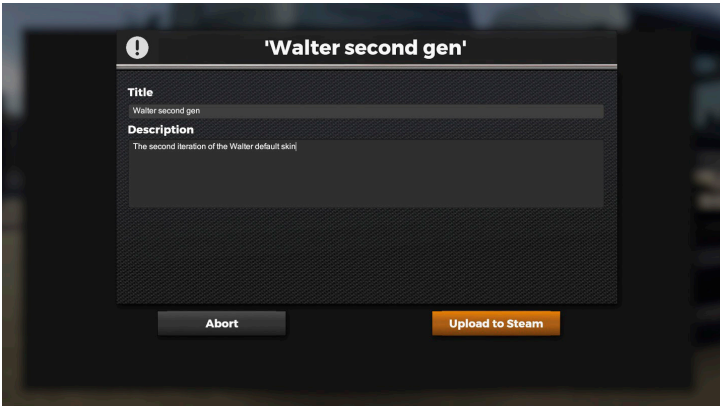 'Walter second gen'
Title
Walter second gen
Description
The second iteration of the Walter default skin
Abort
Upload to Steam